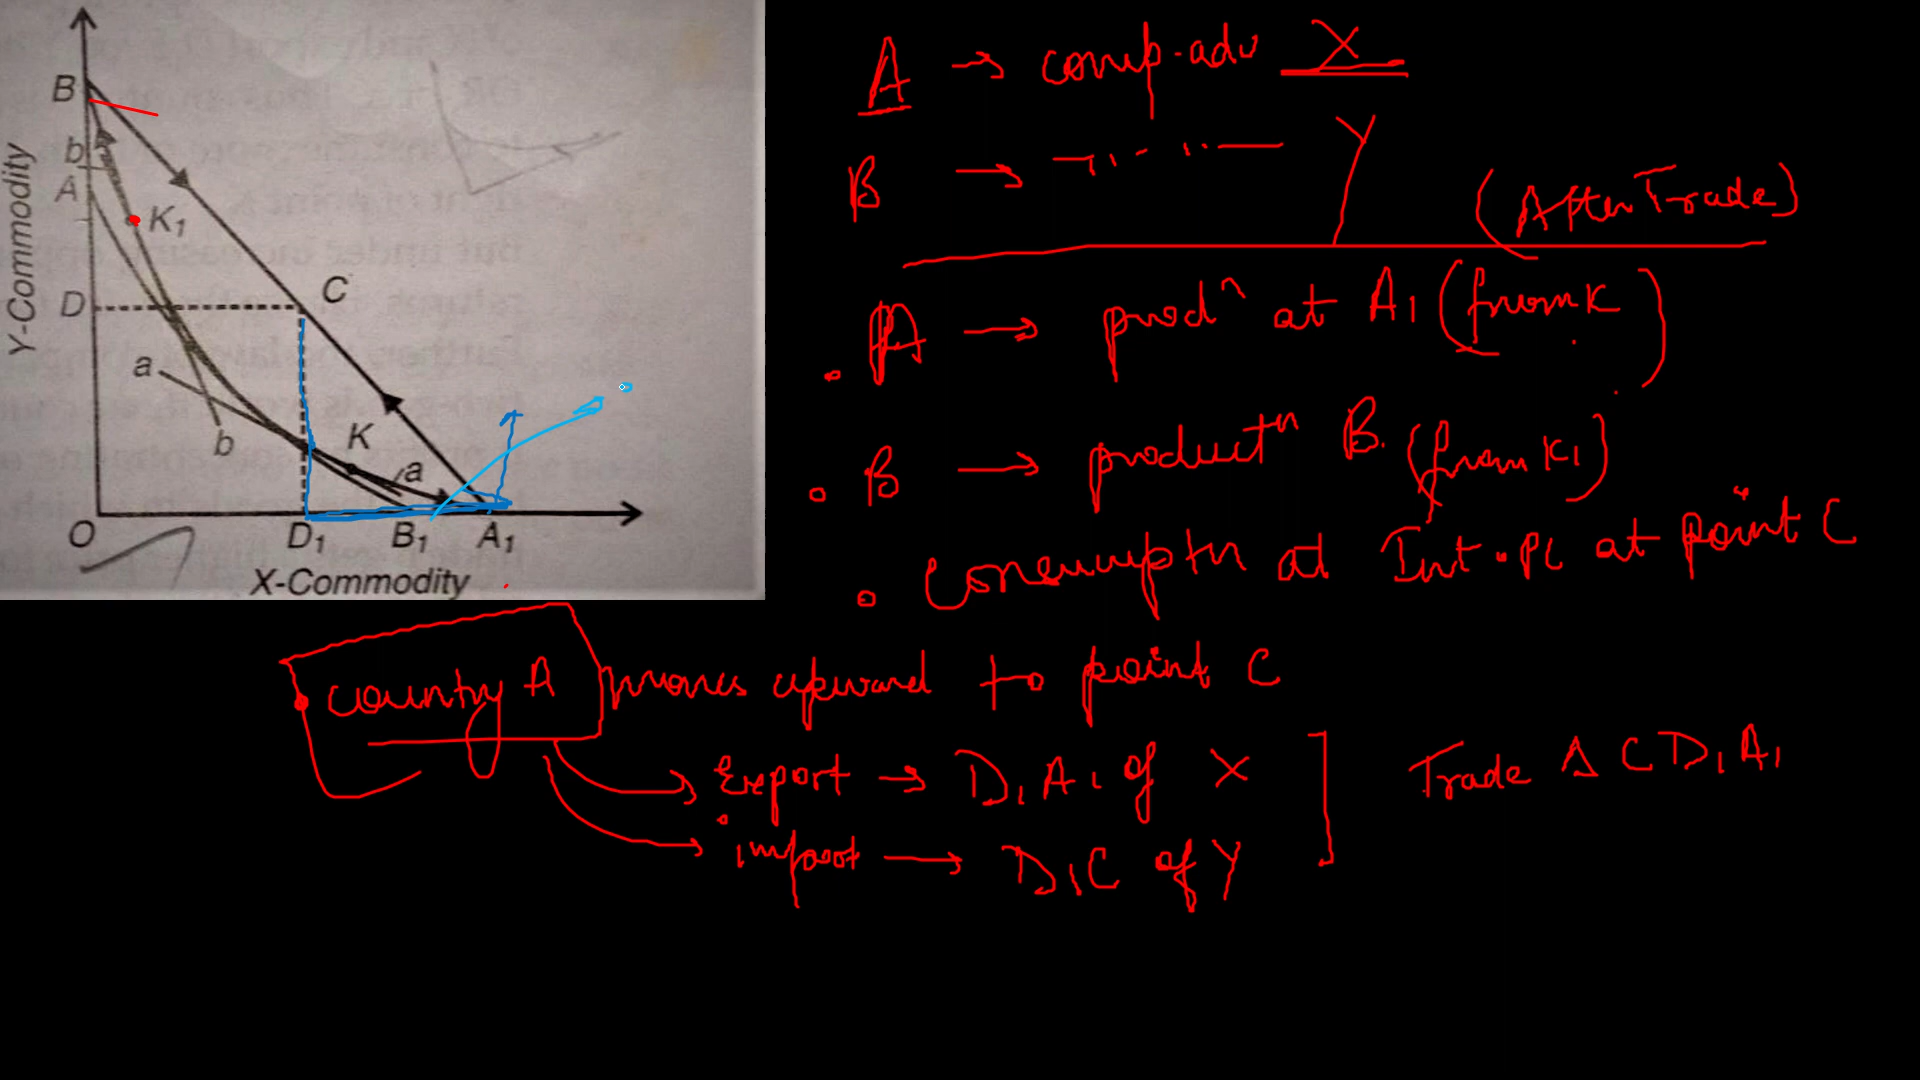 B
b
A
K₁
D
C
a
b
K
a
O
D₁
B₁
A₁
Y-Commodity
X-Commodity
A → comp-adv X
B → Y
(After Trade)
A → prodⁿ at A₁ (from K)
B → productⁿ B. (from K₁)
Consumptn at Int. PL at point C
country A moves upward to point C
Export → D₁A₁ of X
import → D₁C of Y
Trade Δ CD₁A₁